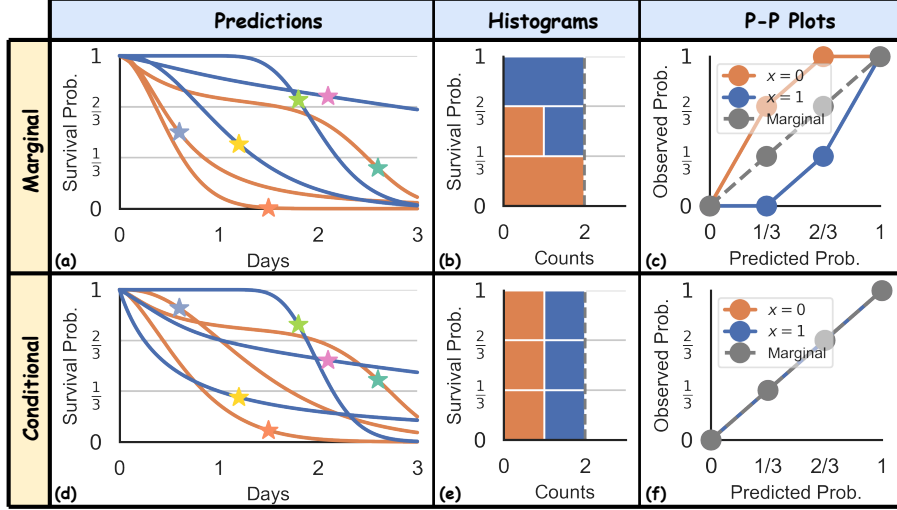 Predictions
Histograms
P-P Plots
Marginal
Survival Prob.
1
2/3
1/3
0
0 1 2 3
(a)
Days
Survival Prob.
1
2/3
1/3
0
0 2
(b)
Counts
Observed Prob.
1
2/3
1/3
0
x = 0
x = 1
Marginal
0 1/3 2/3 1
(c)
Predicted Prob.
Conditional
Survival Prob.
1
2/3
1/3
0
0 1 2 3
(d)
Days
Survival Prob.
1
2/3
1/3
0
0 2
(e)
Counts
Observed Prob.
1
2/3
1/3
0
x = 0
x = 1
Marginal
0 1/3 2/3 1
(f)
Predicted Prob.